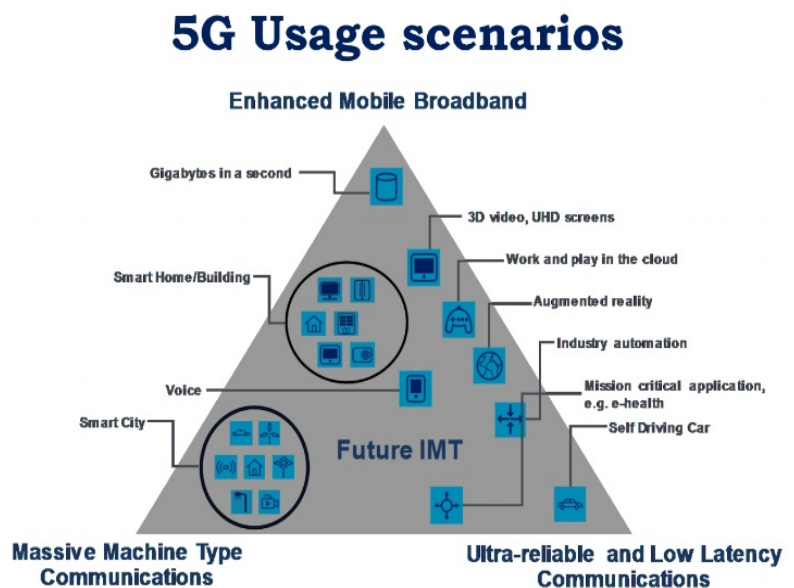 5G Usage scenarios
Enhanced Mobile Broadband
Gigabytes in a second
3D video, UHD screens
Work and play in the cloud
Smart Home/Building
Augmented reality
Industry automation
Voice
Mission critical application,
e.g. e-health
Smart City
Self Driving Car
Future IMT
Massive Machine Type
Communications
Ultra-reliable and Low Latency
Communications